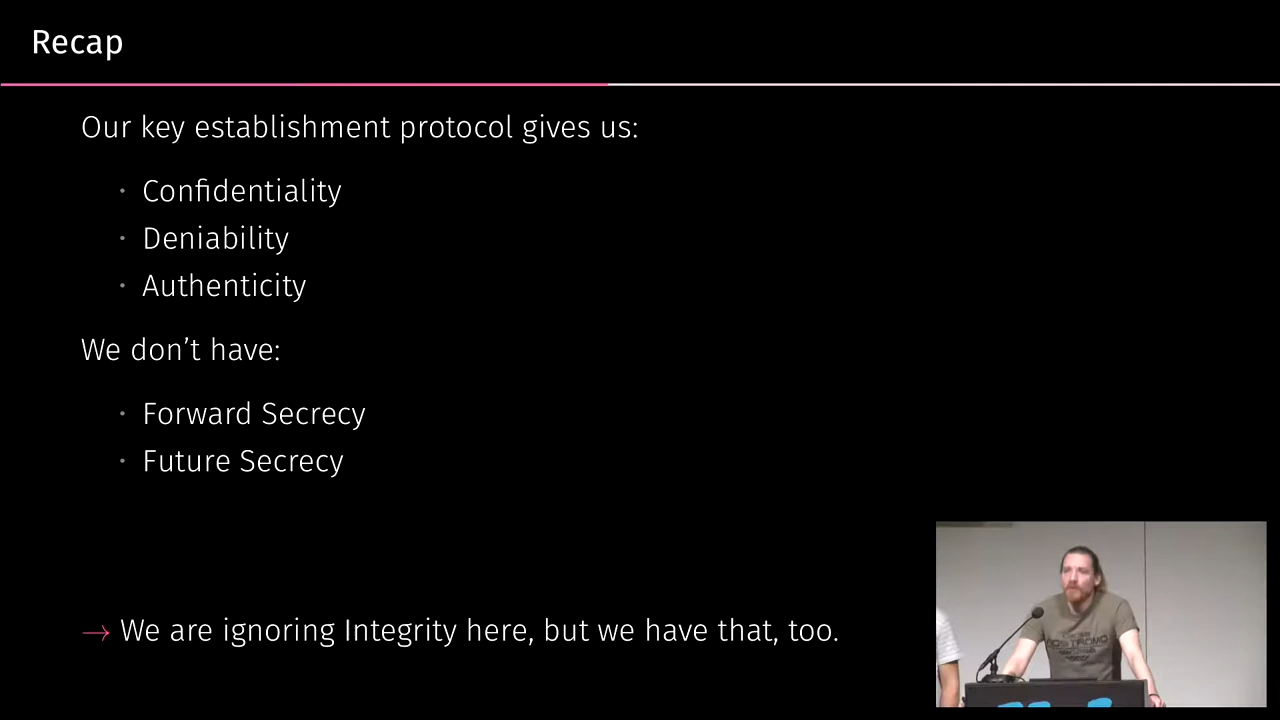 Recap
Our key establishment protocol gives us:
· Confidentiality
· Deniability
· Authenticity
We don't have:
· Forward Secrecy
· Future Secrecy
→ We are ignoring Integrity here, but we have that, too.